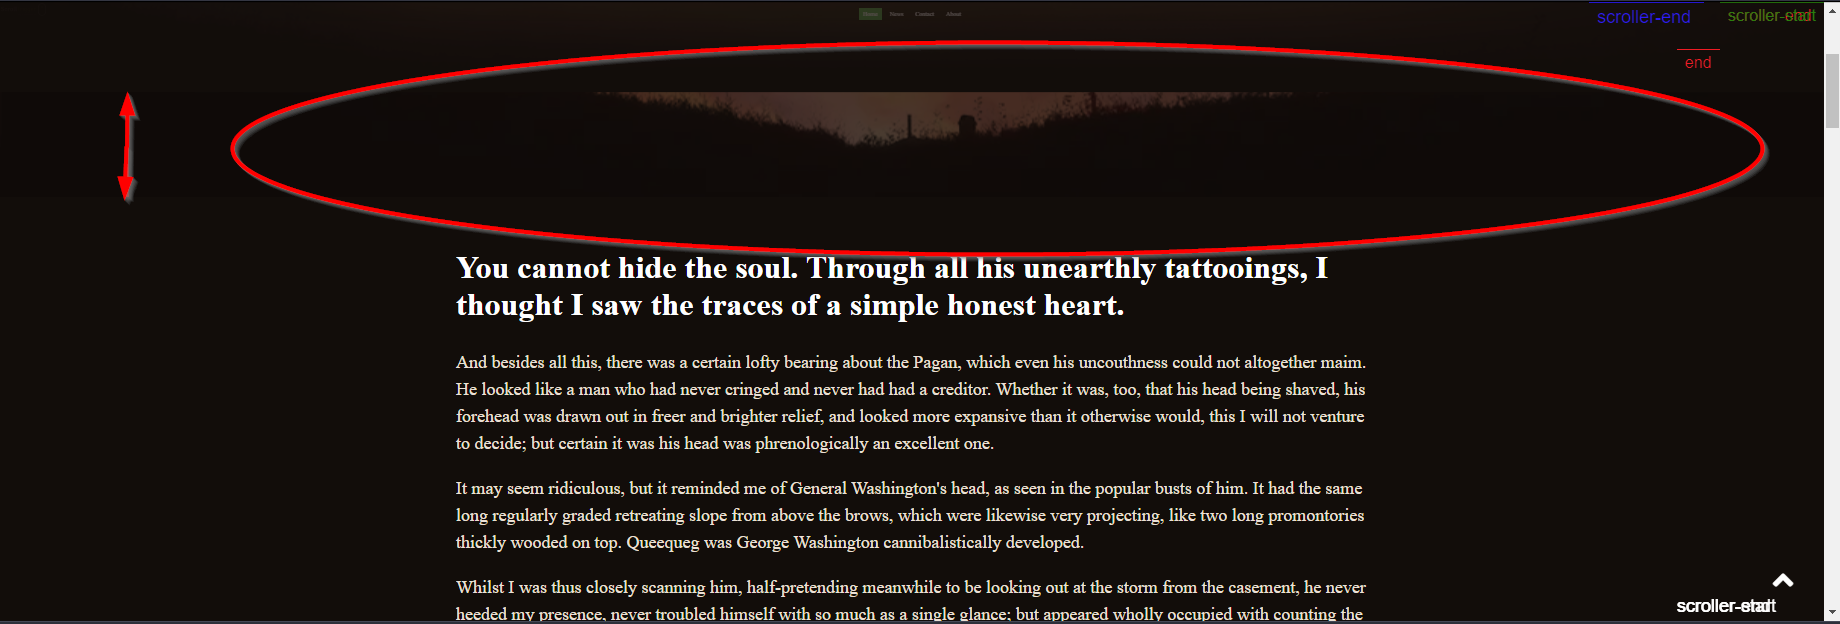 Home News Contact About
scroller-end
scroller-start
end
end
You cannot hide the soul. Through all his unearthly tattooings, I
thought I saw the traces of a simple honest heart.
And besides all this, there was a certain lofty bearing about the Pagan, which even his uncouthness could not altogether maim.
He looked like a man who had never cringed and never had had a creditor. Whether it was, too, that his head being shaved, his
forehead was drawn out in freer and brighter relief, and looked more expansive than it otherwise would, this I will not venture
to decide; but certain it was his head was phrenologically an excellent one.
It may seem ridiculous, but it reminded me of General Washington's head, as seen in the popular busts of him. It had the same
long regularly graded retreating slope from above the brows, which were likewise very projecting, like two long promontories
thickly wooded on top. Queequeg was George Washington cannibalistically developed.
Whilst I was thus closely scanning him, half-pretending meanwhile to be looking out at the storm from the casement, he never
heeded my presence, never troubled himself with so much as a single glance; but appeared wholly occupied with counting the
scroller-start